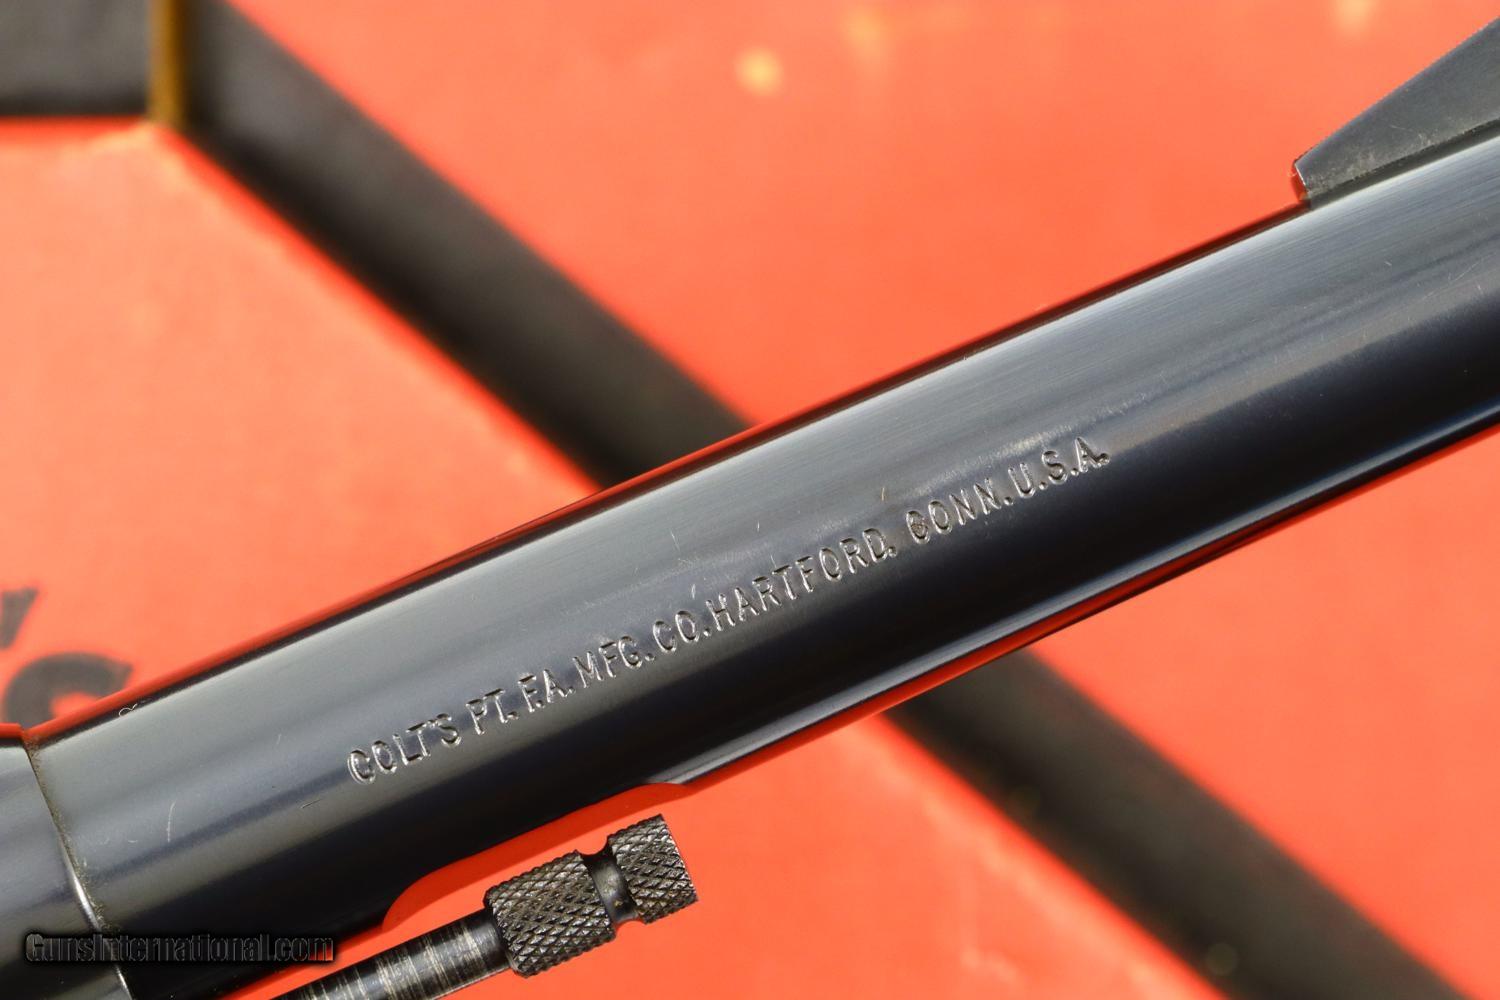 COLT'S PT. F.A. MFG. CO. HARTFORD. CONN. U.S.A.
GunsInternational.com